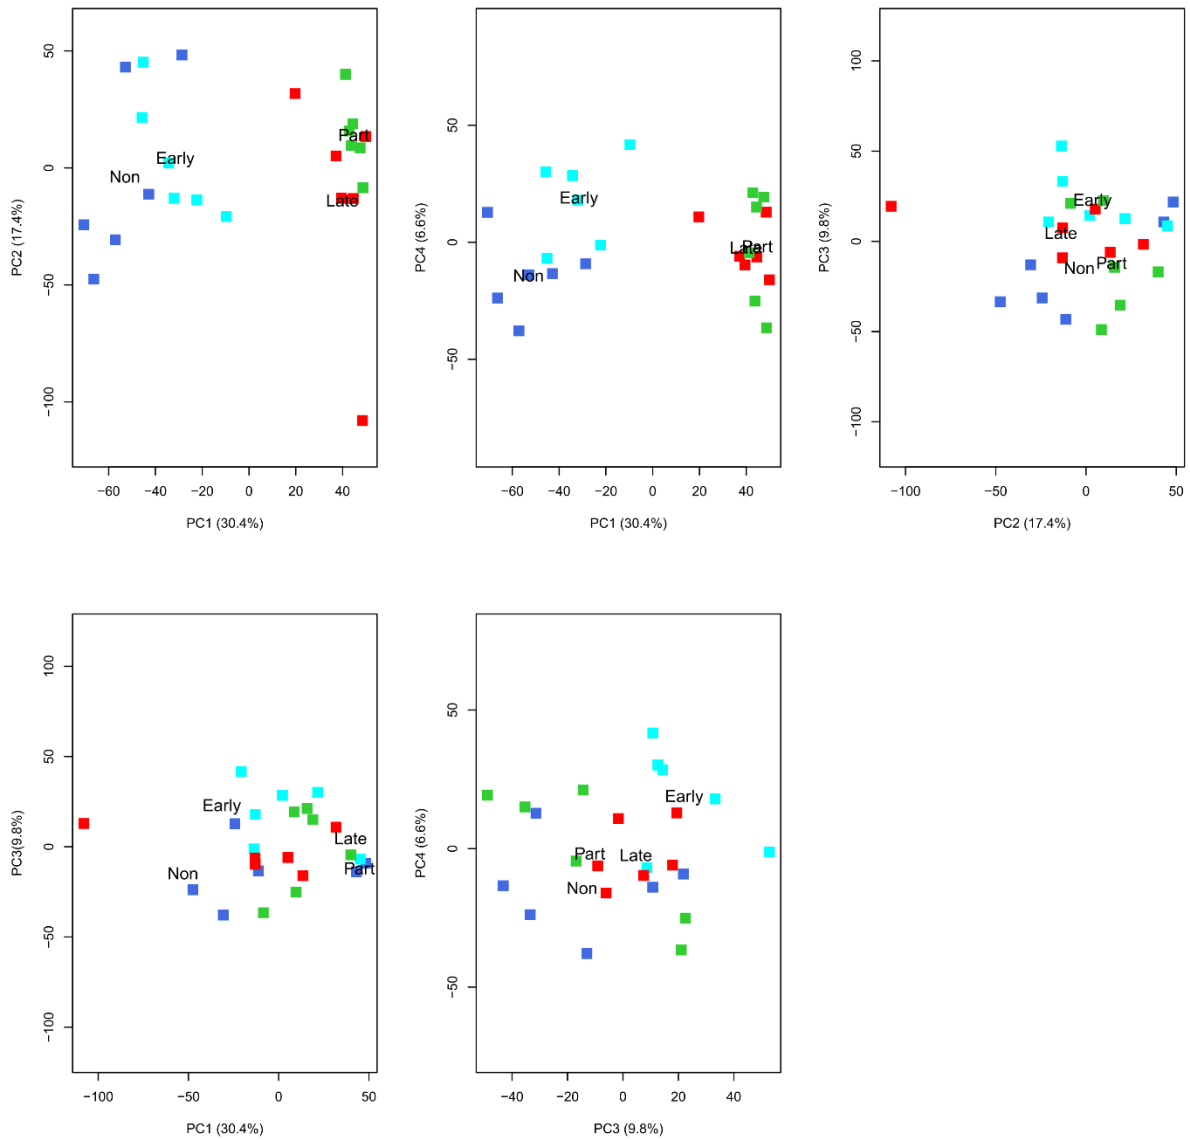 50
0
−50
−100
PC2 (17.4%)
−60 −40 −20 0 20 40
PC1 (30.4%)
Non
Early
Part
Late
50
0
−50
PC4 (6.6%)
−60 −40 −20 0 20 40
PC1 (30.4%)
Early
Non
Late
Part
100
50
0
−50
−100
PC3 (9.8%)
−100 −50 0 50
PC2 (17.4%)
Early
Late
Non
Part
100
50
0
−50
−100
PC3(9.8%)
−100 −50 0 50
PC1 (30.4%)
Early
Late
Non
Part
50
0
−50
PC4 (6.6%)
−40 −20 0 20 40
PC3 (9.8%)
Early
Part
Late
Non